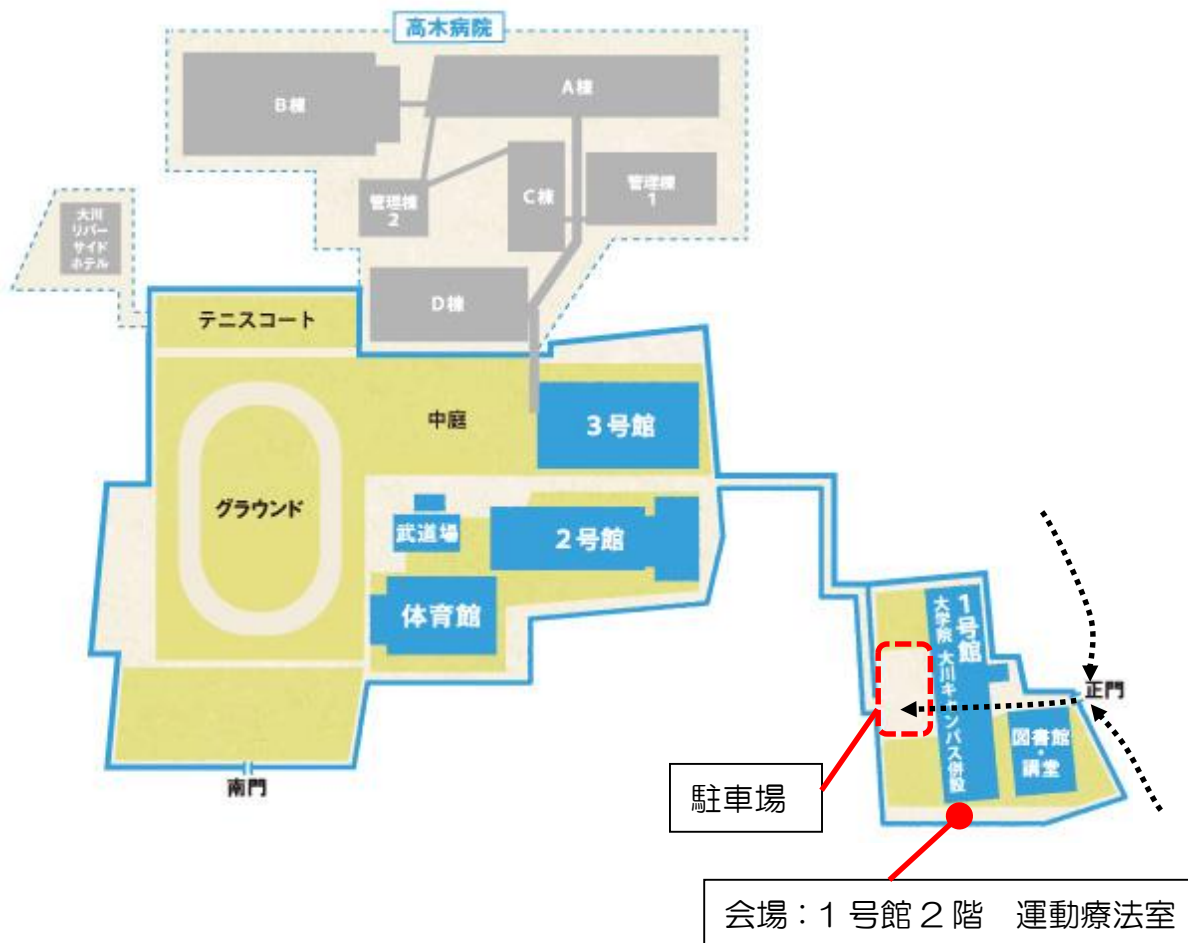 高木病院
B棟
A棟
管理棟
2
C棟
管理棟
1
大川
リバー
サイド
ホテル
D棟
テニスコート
中庭
3号館
グラウンド
武道場
2号館
体育館
1号館
大学院 大川キャンパス併設
正門
図書館・
講堂
南門
駐車場
会場：1号館2階　運動療法室